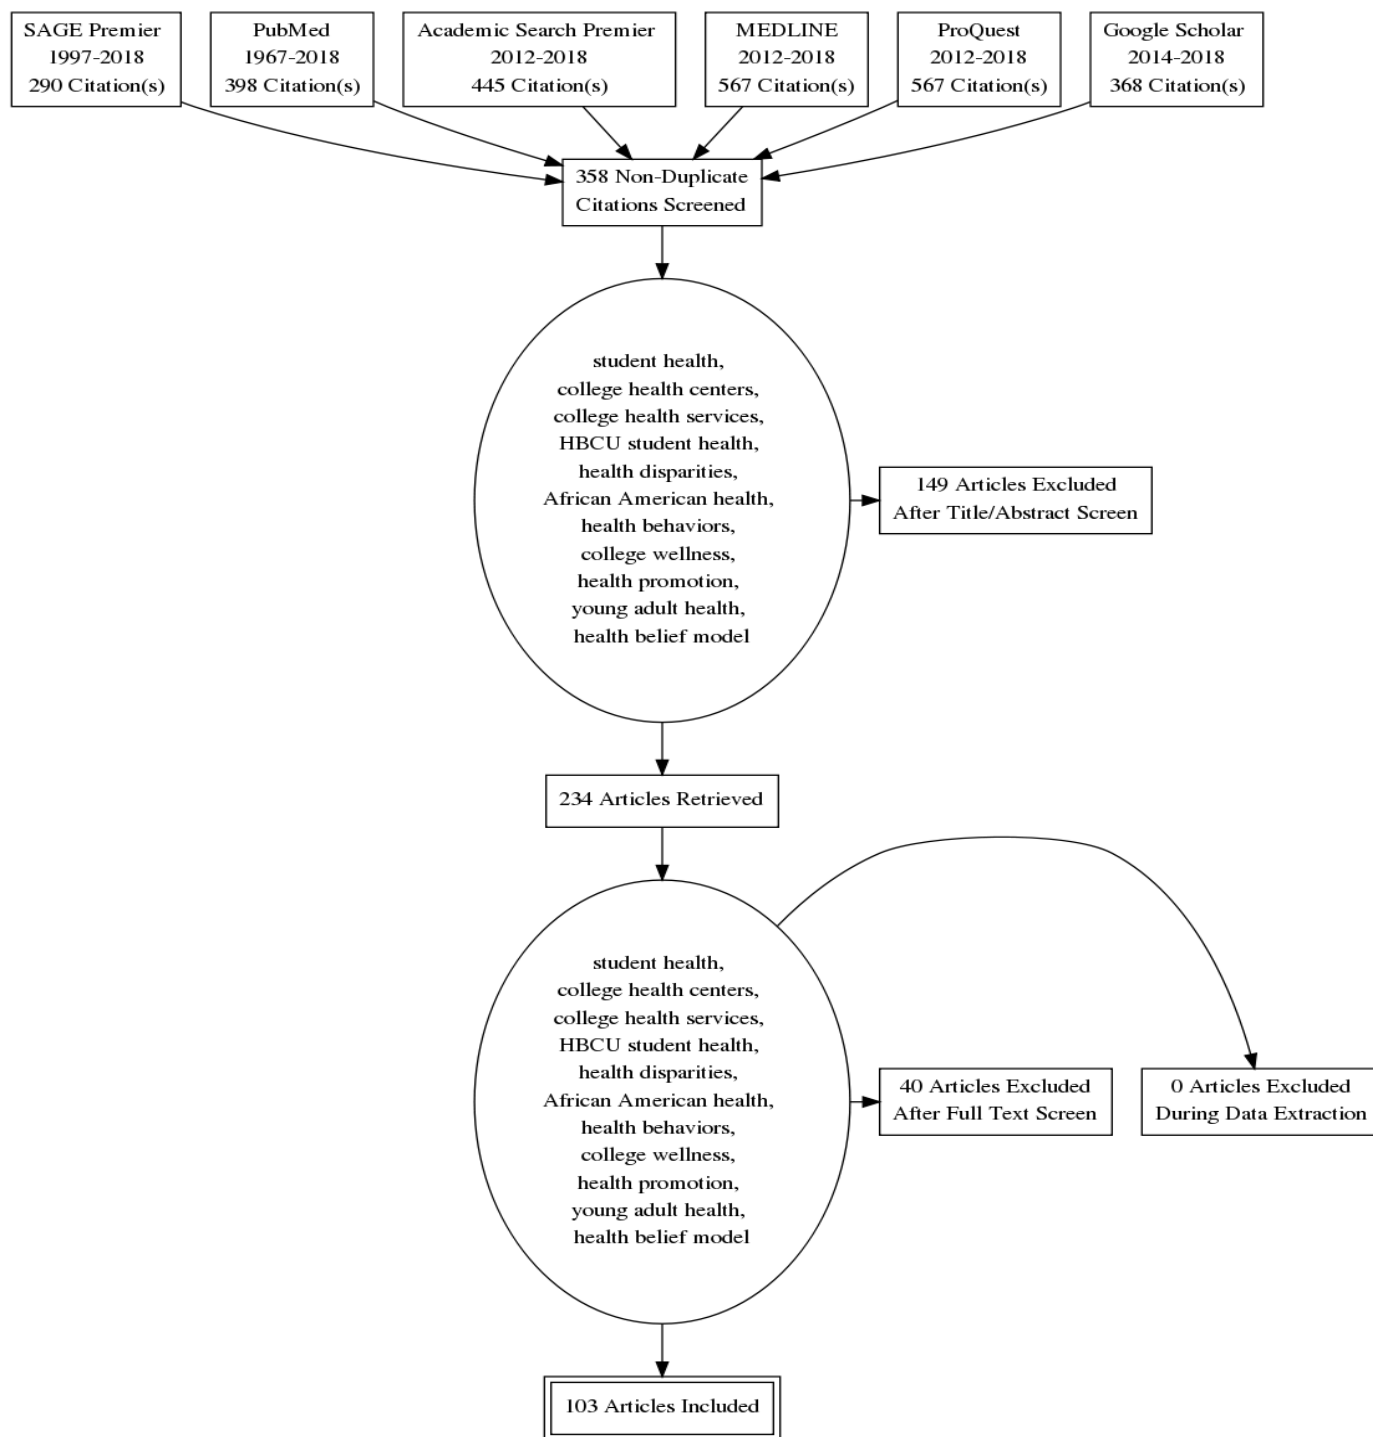 SAGE Premier
1997-2018
290 Citation(s)
PubMed
1967-2018
398 Citation(s)
Academic Search Premier
2012-2018
445 Citation(s)
MEDLINE
2012-2018
567 Citation(s)
ProQuest
2012-2018
567 Citation(s)
Google Scholar
2014-2018
368 Citation(s)
358 Non-Duplicate
Citations Screened
student health,
college health centers,
college health services,
HBCU student health,
health disparities,
African American health,
health behaviors,
college wellness,
health promotion,
young adult health,
health belief model
149 Articles Excluded
After Title/Abstract Screen
234 Articles Retrieved
student health,
college health centers,
college health services,
HBCU student health,
health disparities,
African American health,
health behaviors,
college wellness,
health promotion,
young adult health,
health belief model
40 Articles Excluded
After Full Text Screen
0 Articles Excluded
During Data Extraction
103 Articles Included